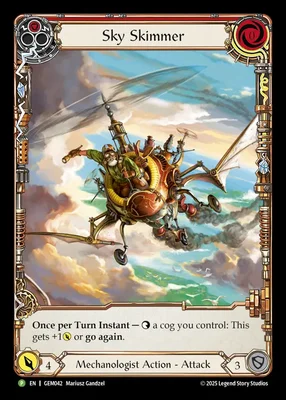 Sky Skimmer
Once per Turn Instant — a cog you control: This
gets +1 or go again.
4
Mechanologist Action - Attack
3
P EN | GEM042 Mariusz Gandzel
© 2025 Legend Story Studios